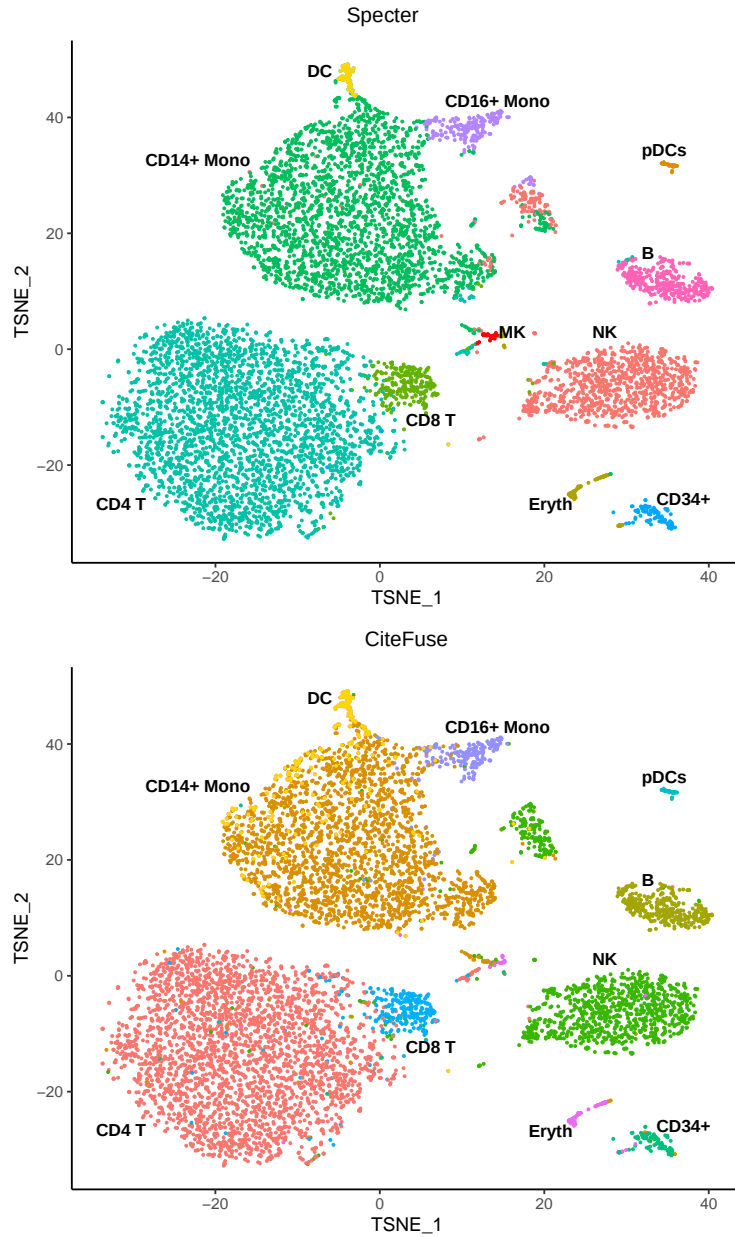 Specter
DC
CD16+ Mono
CD14+ Mono
pDCs
B
MK
NK
CD8 T
CD4 T
Eryth
CD34+
TSNE_2
40
20
0
−20
−20
0
20
40
TSNE_1
CiteFuse
DC
CD16+ Mono
CD14+ Mono
pDCs
B
NK
CD8 T
CD4 T
Eryth
CD34+
TSNE_2
40
20
0
−20
−20
0
20
40
TSNE_1